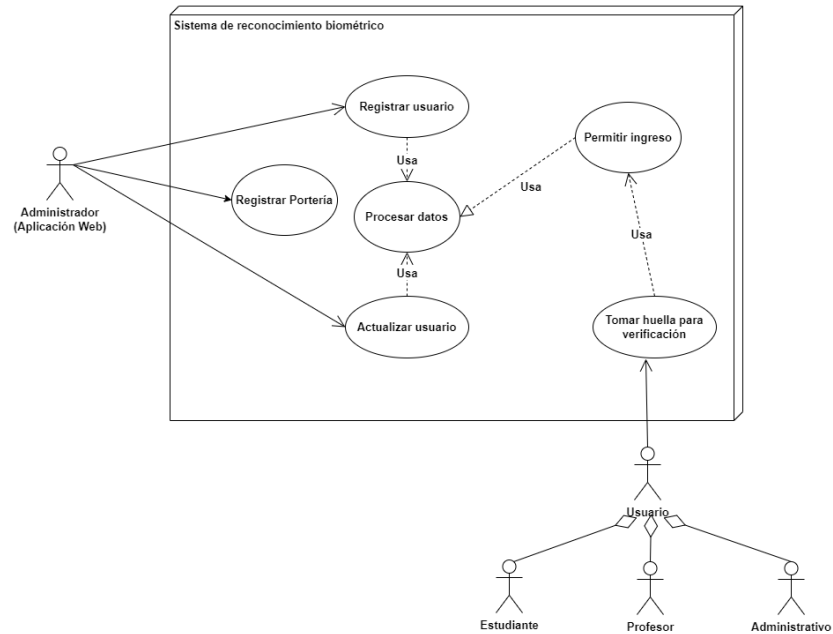 Sistema de reconocimiento biométrico
Registrar usuario
Permitir ingreso
Usa
Usa
Administrador
(Aplicación Web)
Registrar Portería
Procesar datos
Usa
Usa
Actualizar usuario
Tomar huella para
verificación
Usuario
Estudiante
Profesor
Administrativo